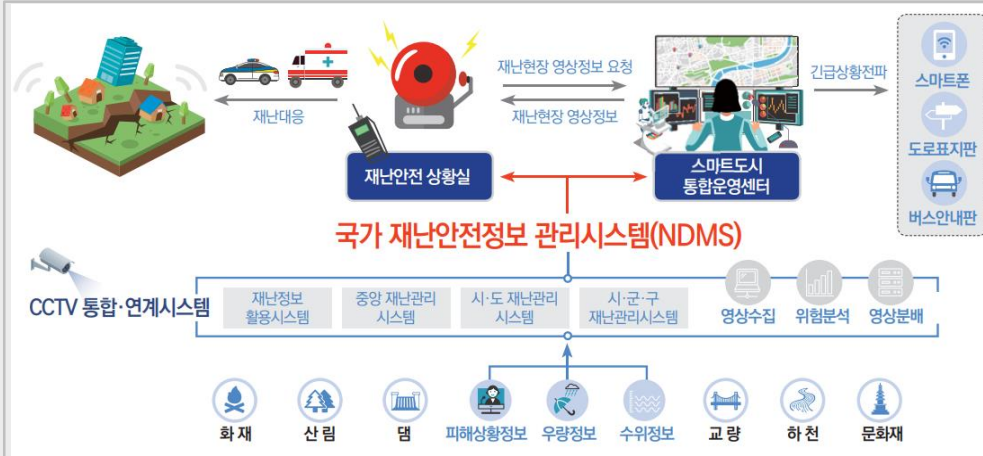 재난현장 영상정보 요청
긴급상황전파
스마트폰
재난대응
재난현장 영상정보
도로표지판
재난안전 상황실
스마트도시
통합운영센터
버스안내판
국가 재난안전정보 관리시스템(NDMS)
CCTV 통합·연계시스템
재난정보
활용시스템
중앙 재난관리
시스템
시·도 재난관리
시스템
시·군·구
재난관리시스템
영상수집
위험분석
영상분배
화 재
산 림
댐
피해상황정보
우량정보
수위정보
교 량
하 천
문화재